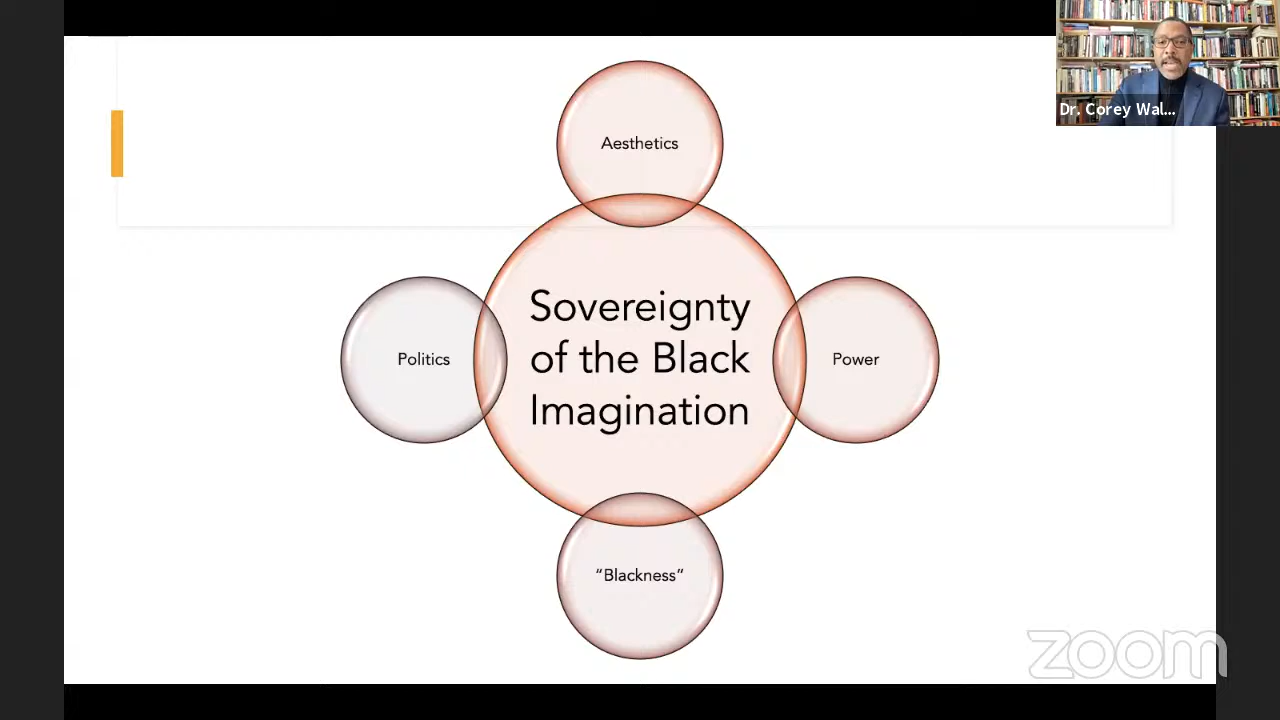 Dr. Corey Wal...
Aesthetics
Sovereignty
of the Black
Imagination
Politics
Power
“Blackness”
zoom